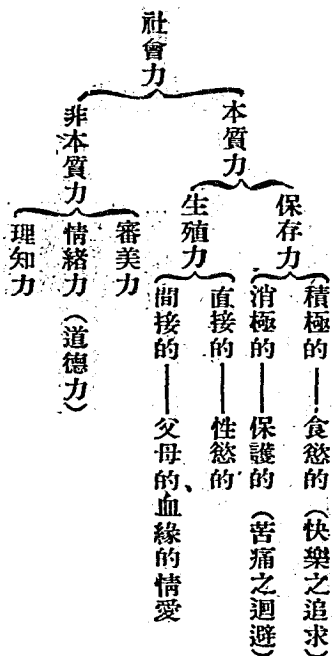 社會力
本質力
保存力
積極的——食慾的（快樂之追求）
消極的——保護的（苦痛之迴避）
生殖力
直接的——性慾的
間接的——父母的、血緣的情愛
非本質力
審美力
情緒力（道德力）
理知力